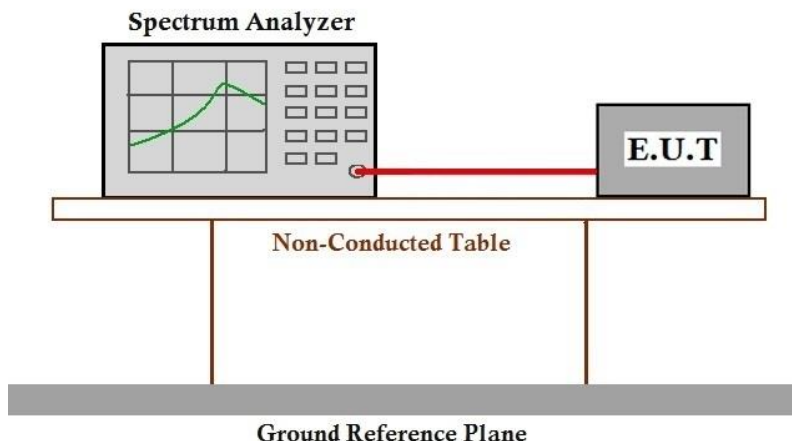 Spectrum Analyzer
E.U.T
Non-Conducted Table
Ground Reference Plane